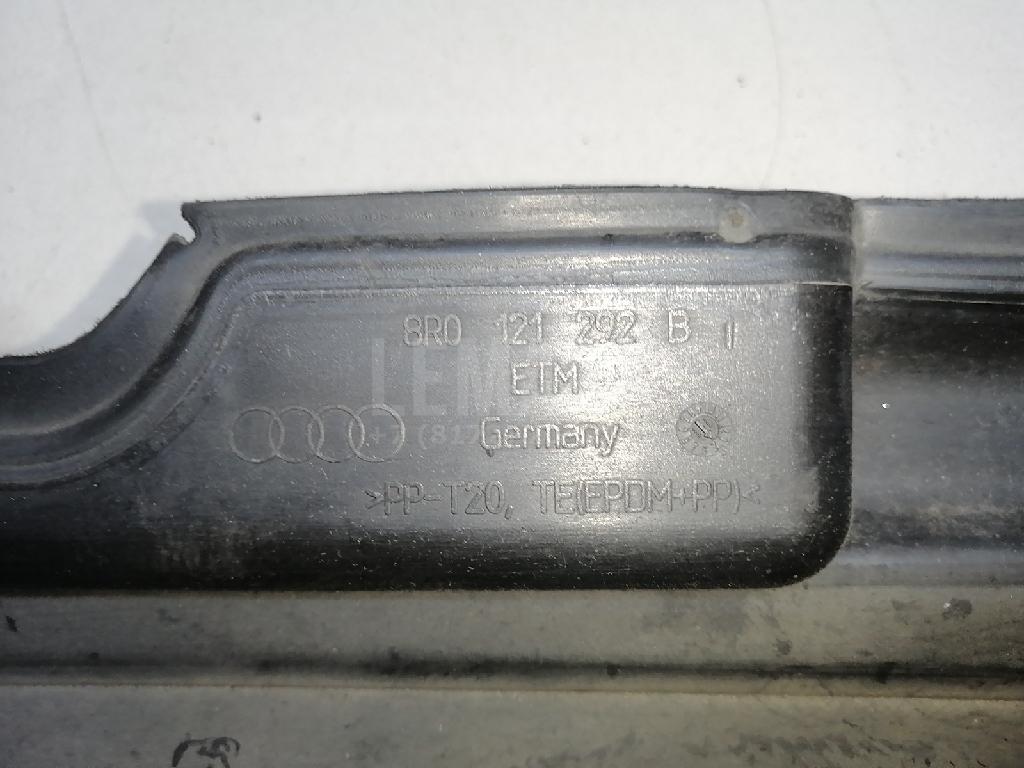 8R0 121 292 B
ETM
Germany
>PP-T20, TE(EPDM+PP)<